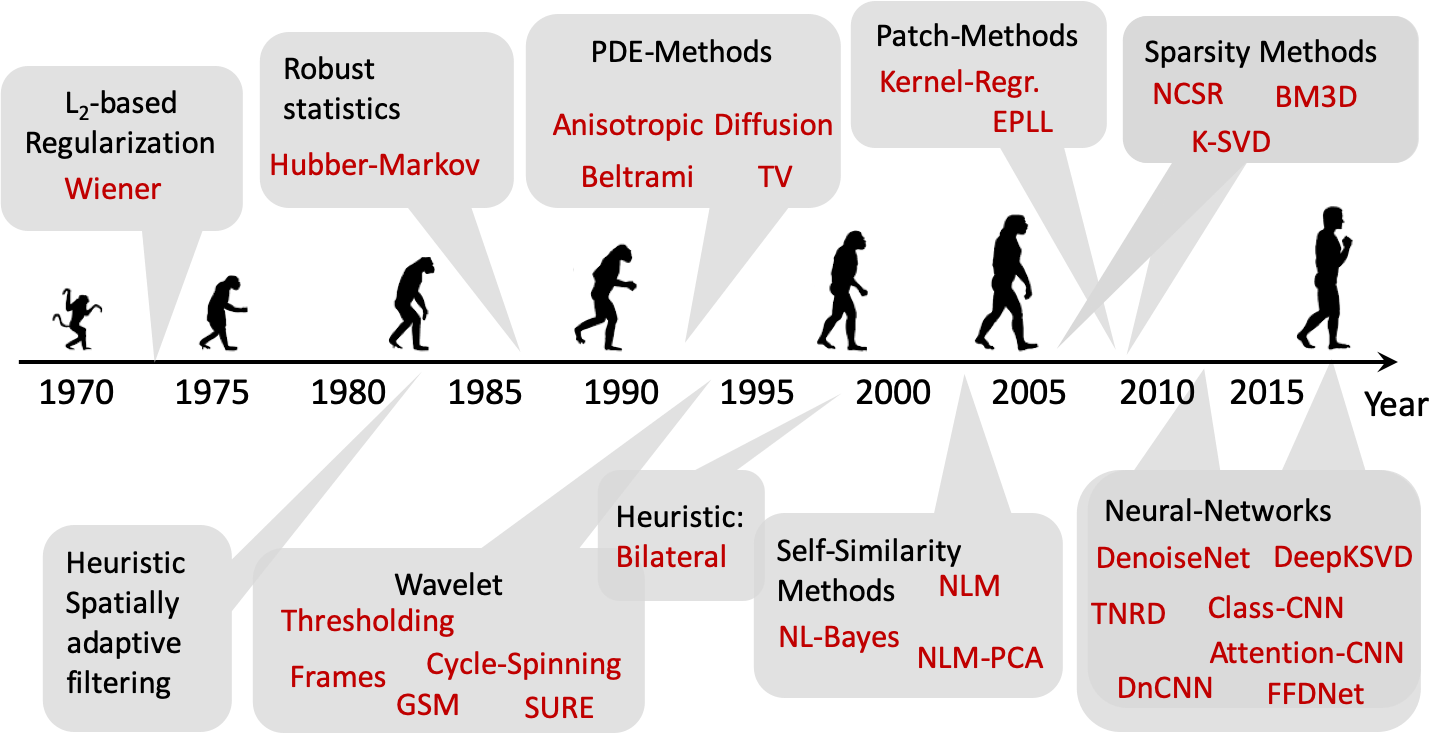 L2-based
Regularization
Wiener
Robust
statistics
Hubber-Markov
PDE-Methods
Anisotropic Diffusion
Beltrami TV
Patch-Methods
Kernel-Regr.
EPLL
Sparsity Methods
NCSR BM3D
K-SVD
1970 1975 1980 1985 1990 1995 2000 2005 2010 2015 Year
Heuristic
Spatially
adaptive
filtering
Wavelet
Thresholding
Frames Cycle-Spinning
GSM SURE
Heuristic:
Bilateral
Self-Similarity
Methods NLM
NL-Bayes
NLM-PCA
Neural-Networks
DenoiseNet DeepKSVD
TNRD Class-CNN
Attention-CNN
DnCNN FFDNet